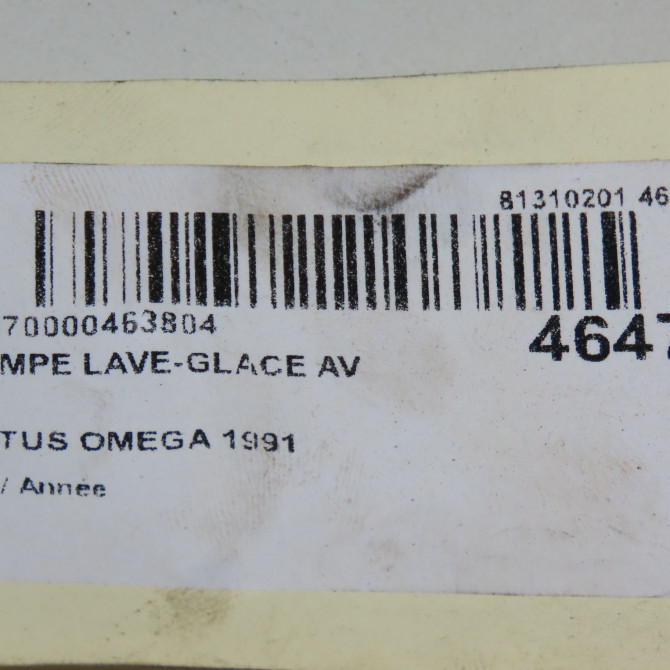 81310201 46
70000463804
4647
MPE LAVE-GLACE AV
TUS OMEGA 1991
/ Année